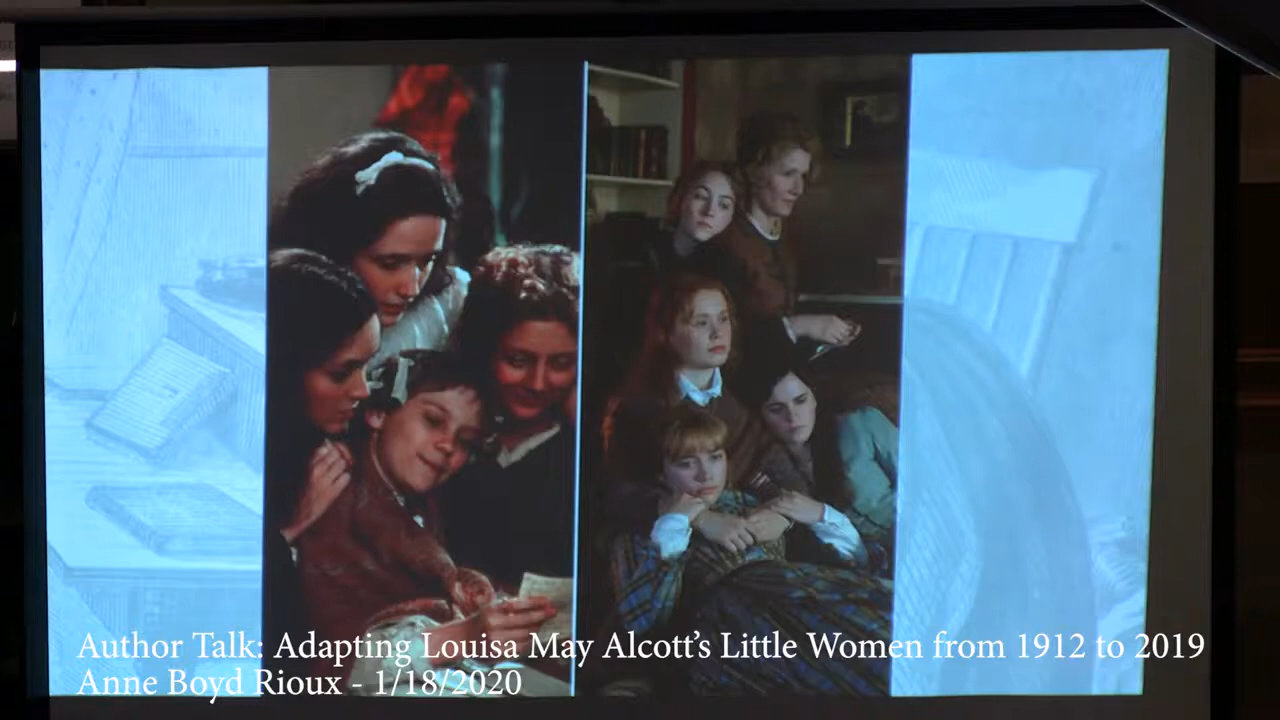 Author Talk: Adapting Louisa May Alcott's Little Women from 1912 to 2019
Anne Boyd Rioux - 1/18/2020